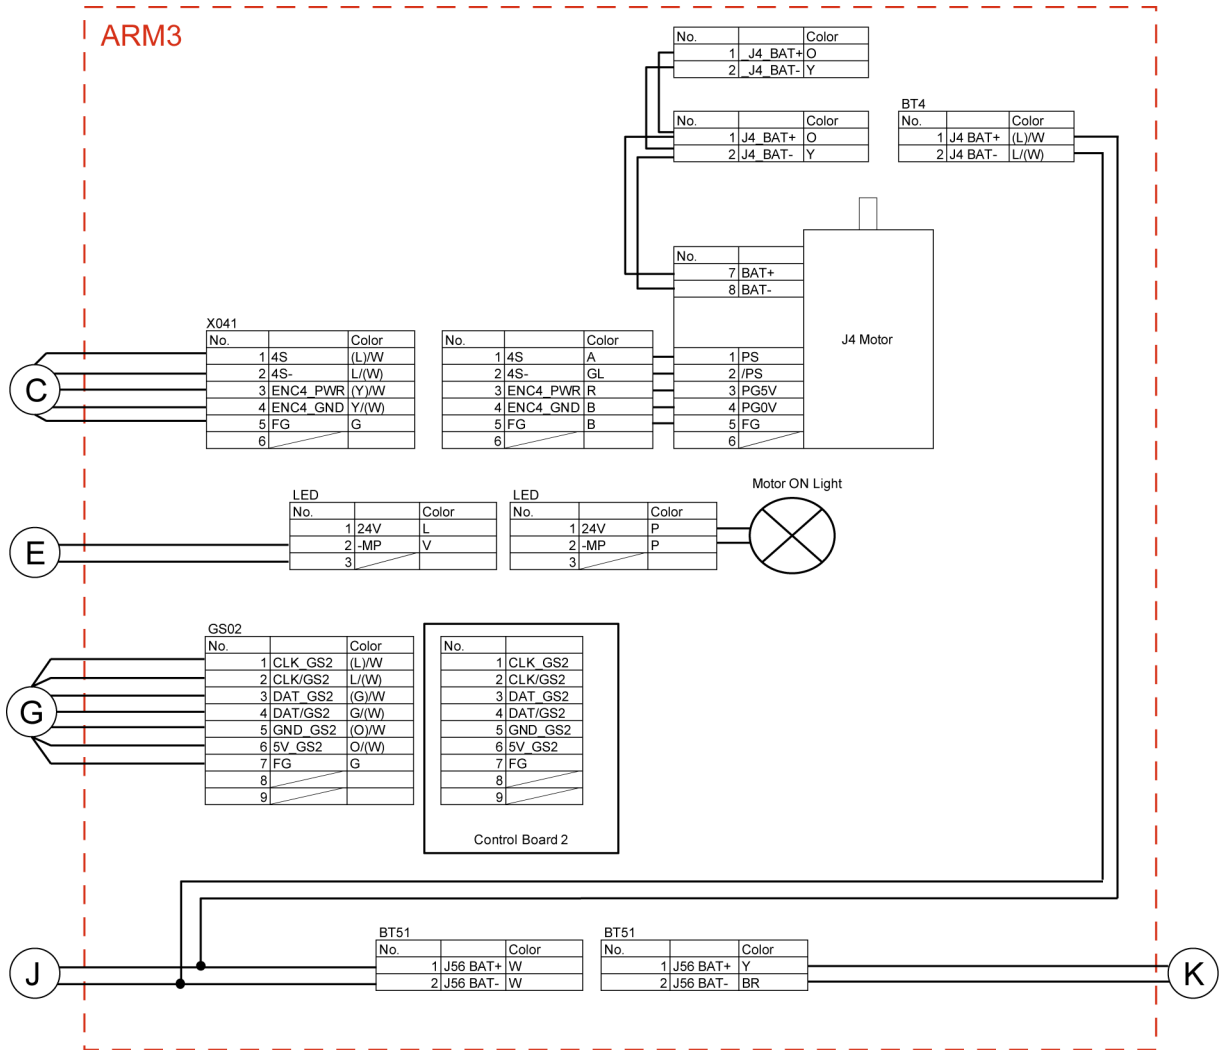 ARM3
No. Color
1 _J4_BAT+ O
2 _J4_BAT- Y
BT4
No. Color
1 J4_BAT+ O
2 J4_BAT- Y
No. Color
1 J4 BAT+ (L)/W
2 J4 BAT- L/(W)
No.
7 BAT+
8 BAT-
J4 Motor
X041
No. Color
1 4S (L)/W
2 4S- L/(W)
3 ENC4_PWR (Y)/W
4 ENC4_GND Y/(W)
5 FG G
6
No. Color
1 4S A
2 4S- GL
3 ENC4_PWR R
4 ENC4_GND B
5 FG B
6
1 PS
2 /PS
3 PG5V
4 PG0V
5 FG
6
C
Motor ON Light
LED
No. Color
1 24V L
2 -MP V
3
LED
No. Color
1 24V P
2 -MP P
3
E
GS02
No. Color
1 CLK_GS2 (L)/W
2 CLK/GS2 L/(W)
3 DAT_GS2 (G)/W
4 DAT/GS2 G/(W)
5 GND_GS2 (O)/W
6 5V_GS2 O/(W)
7 FG G
8
9
No.
1 CLK_GS2
2 CLK/GS2
3 DAT_GS2
4 DAT/GS2
5 GND_GS2
6 5V_GS2
7 FG
8
9
Control Board 2
G
BT51
No. Color
1 J56 BAT+ W
2 J56 BAT- W
BT51
No. Color
1 J56 BAT+ Y
2 J56 BAT- BR
J
K